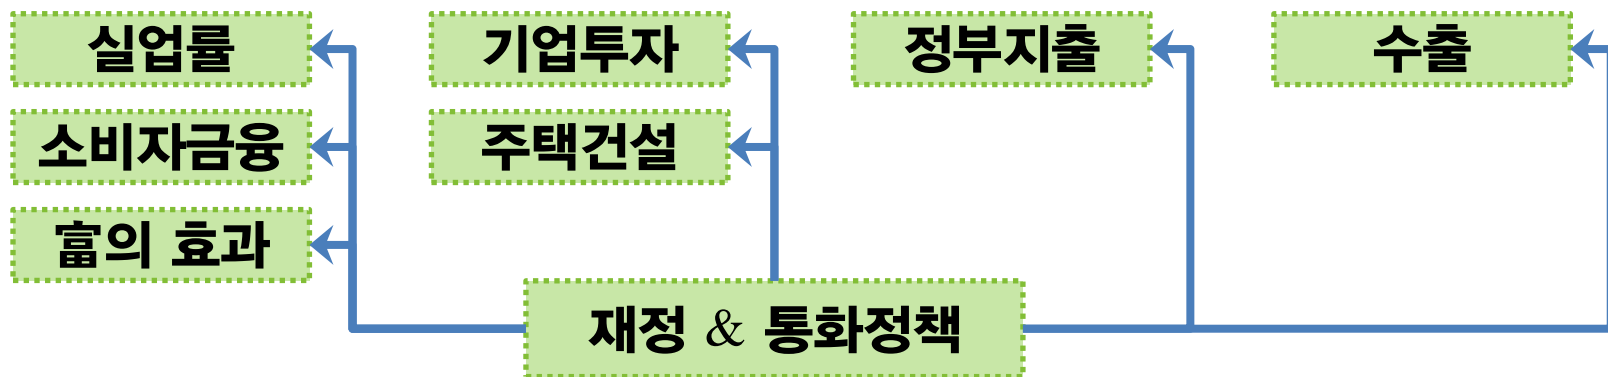 실업률
기업투자
정부지출
수출
소비자금융
주택건설
富의 효과
재정 & 통화정책